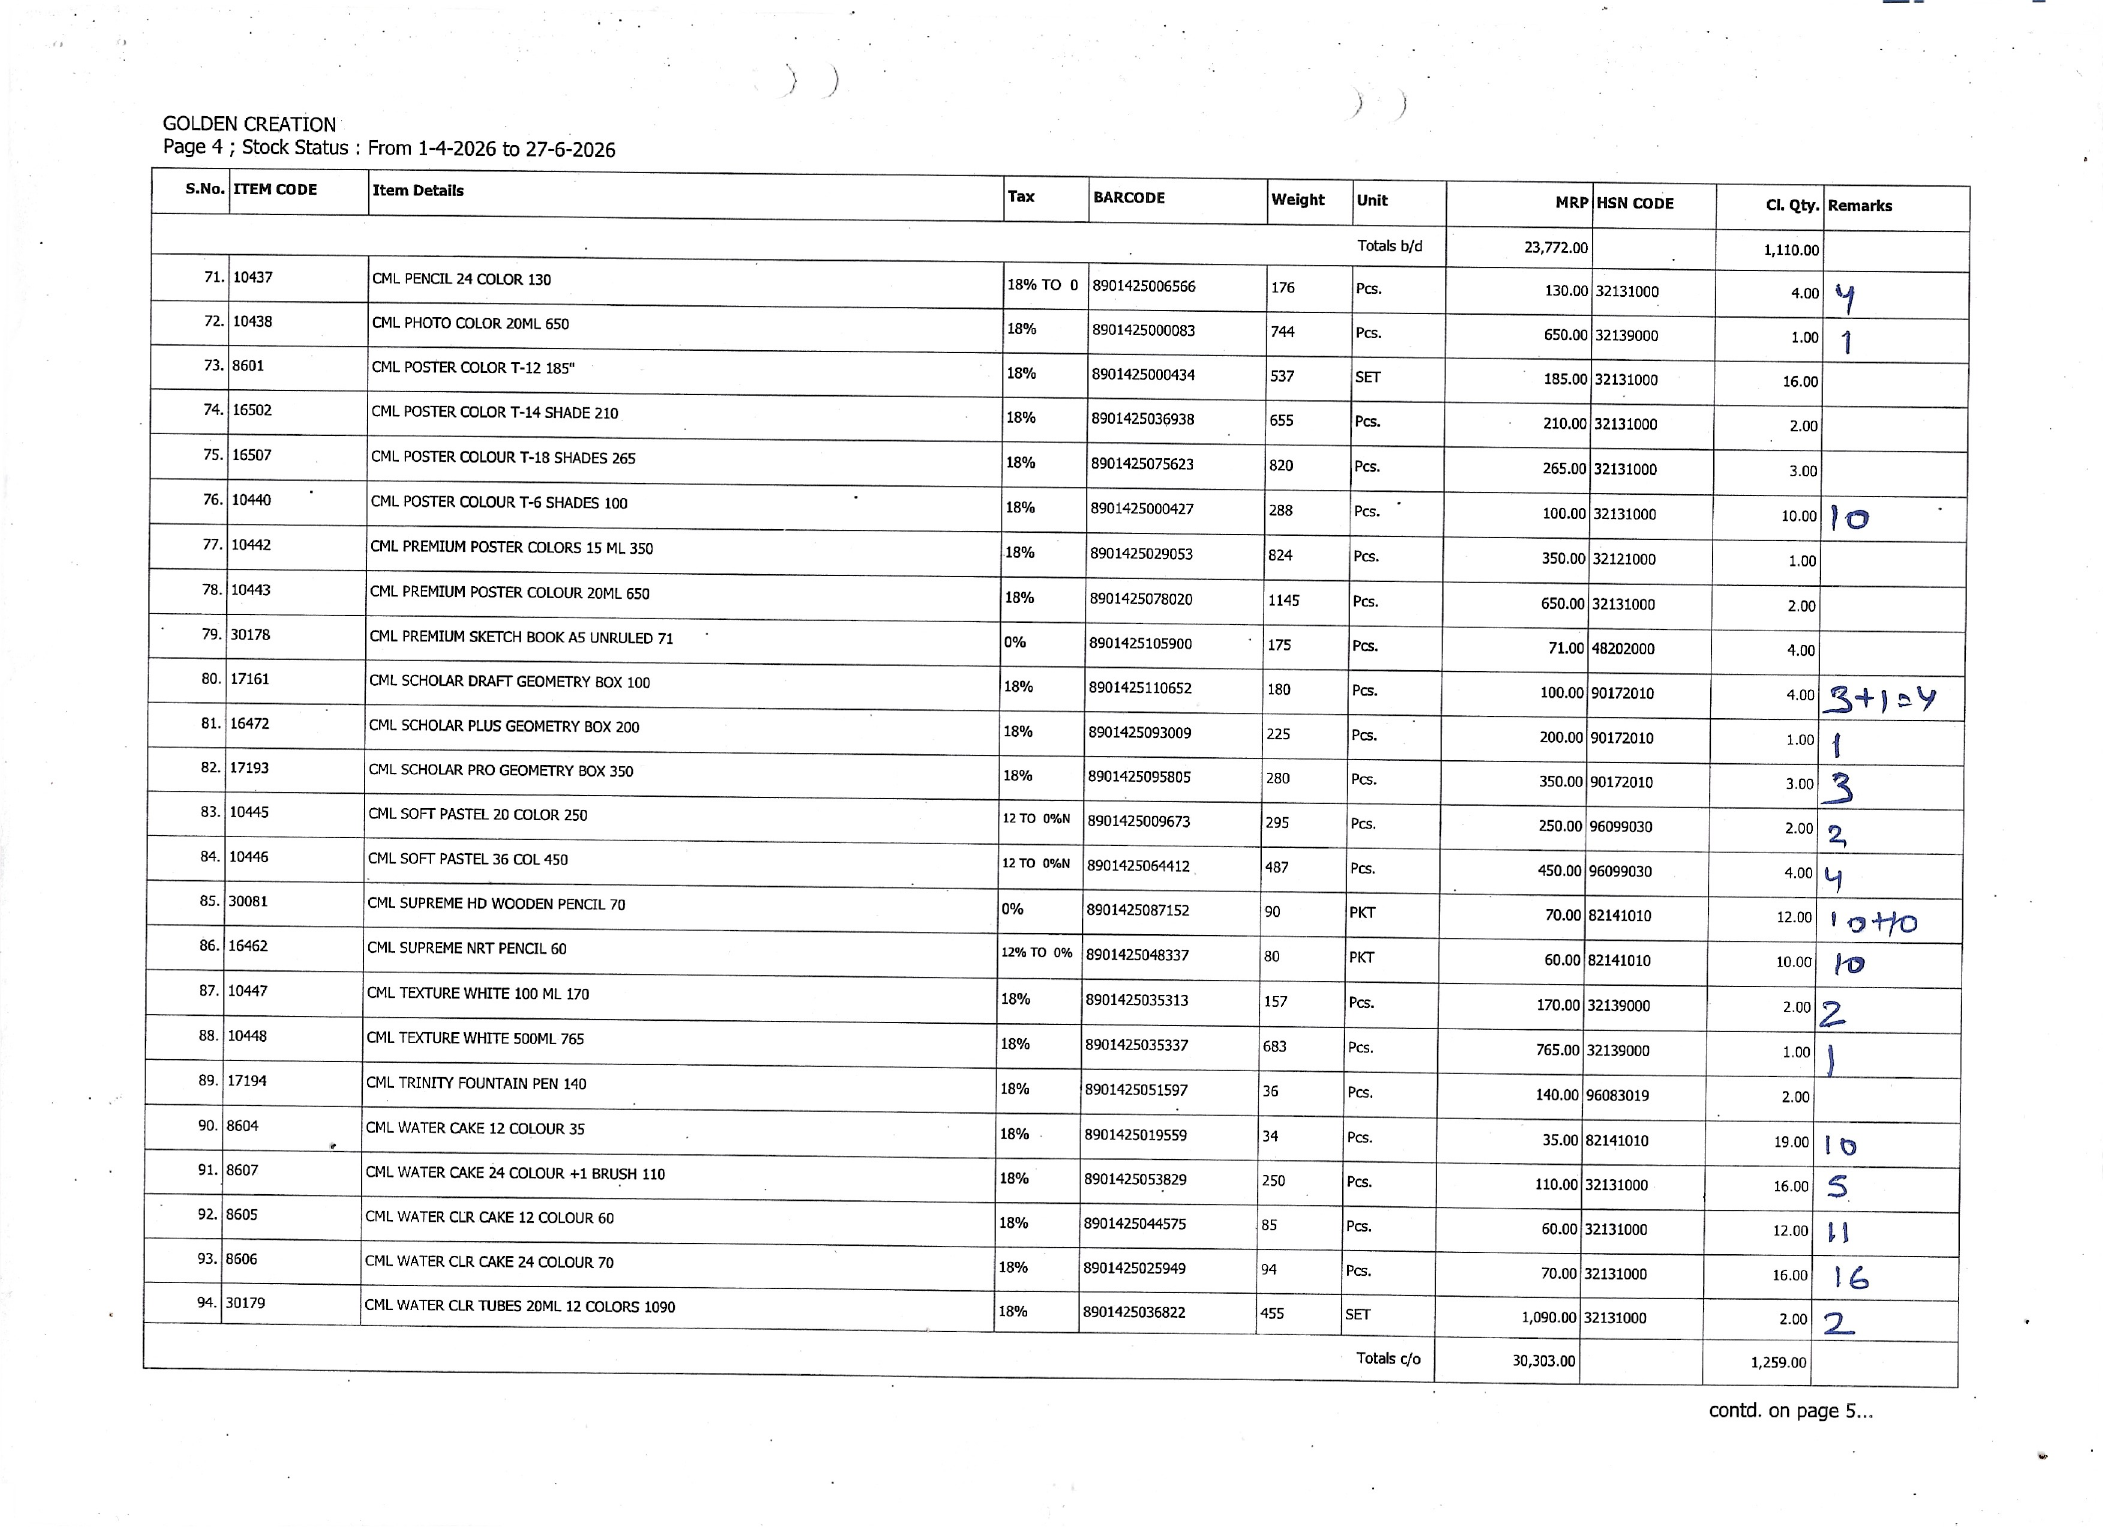 GOLDEN CREATION
Page 4 ; Stock Status : From 1-4-2026 to 27-6-2026
S.No. ITEM CODE Item Details Tax BARCODE Weight Unit MRP HSN CODE Cl. Qty. Remarks
Totals b/d 23,772.00 1,110.00
71. 10437 CML PENCIL 24 COLOR 130 18% TO 0 8901425006566 176 Pcs. 130.00 32131000 4.00 4
72. 10438 CML PHOTO COLOR 20ML 650 18% 8901425000083 744 Pcs. 650.00 32139000 1.00 1
73. 8601 CML POSTER COLOR T-12 185" 18% 8901425000434 537 SET 185.00 32131000 16.00
74. 16502 CML POSTER COLOR T-14 SHADE 210 18% 8901425036938 655 Pcs. 210.00 32131000 2.00
75. 16507 CML POSTER COLOUR T-18 SHADES 265 18% 8901425075623 820 Pcs. 265.00 32131000 3.00
76. 10440 CML POSTER COLOUR T-6 SHADES 100 18% 8901425000427 288 Pcs. 100.00 32131000 10.00 10
77. 10442 CML PREMIUM POSTER COLORS 15 ML 350 18% 8901425029053 824 Pcs. 350.00 32121000 1.00
78. 10443 CML PREMIUM POSTER COLOUR 20ML 650 18% 8901425078020 1145 Pcs. 650.00 32131000 2.00
79. 30178 CML PREMIUM SKETCH BOOK A5 UNRULED 71 0% 8901425105900 175 Pcs. 71.00 48202000 4.00
80. 17161 CML SCHOLAR DRAFT GEOMETRY BOX 100 18% 8901425110652 180 Pcs. 100.00 90172010 4.00 3+1=4
81. 16472 CML SCHOLAR PLUS GEOMETRY BOX 200 18% 8901425093009 225 Pcs. 200.00 90172010 1.00 1
82. 17193 CML SCHOLAR PRO GEOMETRY BOX 350 18% 8901425095805 280 Pcs. 350.00 90172010 3.00 3
83. 10445 CML SOFT PASTEL 20 COLOR 250 12 TO 0%N 8901425009673 295 Pcs. 250.00 96099030 2.00 2
84. 10446 CML SOFT PASTEL 36 COL 450 12 TO 0%N 8901425064412 487 Pcs. 450.00 96099030 4.00 4
85. 30081 CML SUPREME HD WOODEN PENCIL 70 0% 8901425087152 90 PKT 70.00 82141010 12.00 10+10
86. 16462 CML SUPREME NRT PENCIL 60 12% TO 0% 8901425048337 80 PKT 60.00 82141010 10.00 10
87. 10447 CML TEXTURE WHITE 100 ML 170 18% 8901425035313 157 Pcs. 170.00 32139000 2.00 2
88. 10448 CML TEXTURE WHITE 500ML 765 18% 8901425035337 683 Pcs. 765.00 32139000 1.00 1
89. 17194 CML TRINITY FOUNTAIN PEN 140 18% 8901425051597 36 Pcs. 140.00 96083019 2.00
90. 8604 CML WATER CAKE 12 COLOUR 35 18% 8901425019559 34 Pcs. 35.00 82141010 19.00 10
91. 8607 CML WATER CAKE 24 COLOUR +1 BRUSH 110 18% 8901425053829 250 Pcs. 110.00 32131000 16.00 5
92. 8605 CML WATER CLR CAKE 12 COLOUR 60 18% 8901425044575 85 Pcs. 60.00 32131000 12.00 11
93. 8606 CML WATER CLR CAKE 24 COLOUR 70 18% 8901425025949 94 Pcs. 70.00 32131000 16.00 16
94. 30179 CML WATER CLR TUBES 20ML 12 COLORS 1090 18% 8901425036822 455 SET 1,090.00 32131000 2.00 2
Totals c/o 30,303.00 1,259.00
contd. on page 5...